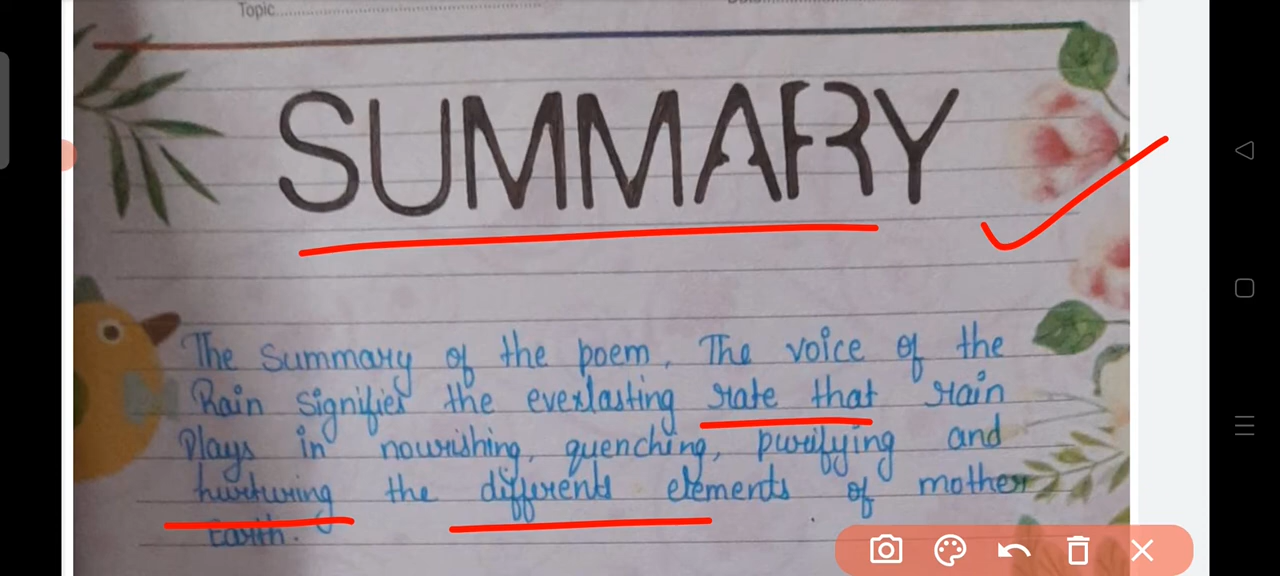 Topic
SUMMARY
The Summary of the poem, The voice of the
Rain Signifies the everlasting rate that rain
Plays in nourishing, quenching, purifying and
hurturing the differents elements of mother
Earth.